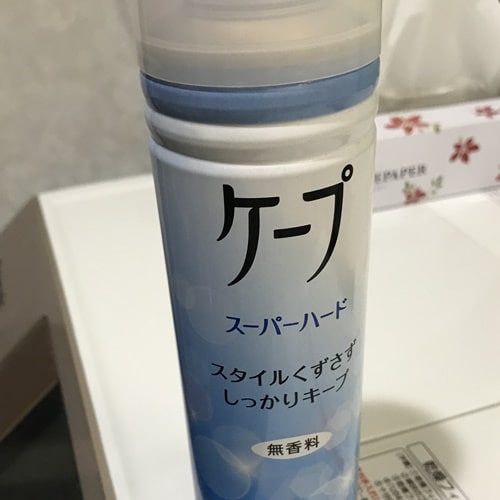 ケープ
スーパーハード
スタイルくずさず
しっかりキープ
無香料
EPAPER